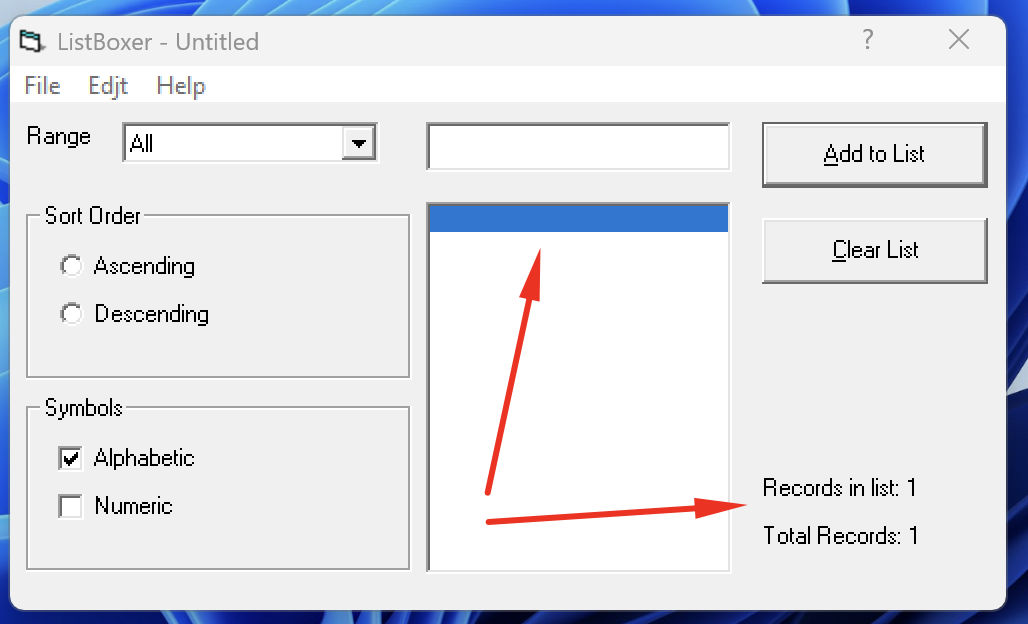 ListBoxer - Untitled
?
File Edjt Help
Range All
Add to List
Sort Order
Ascending
Descending
Clear List
Symbols
Alphabetic
Numeric
Records in list: 1
Total Records: 1